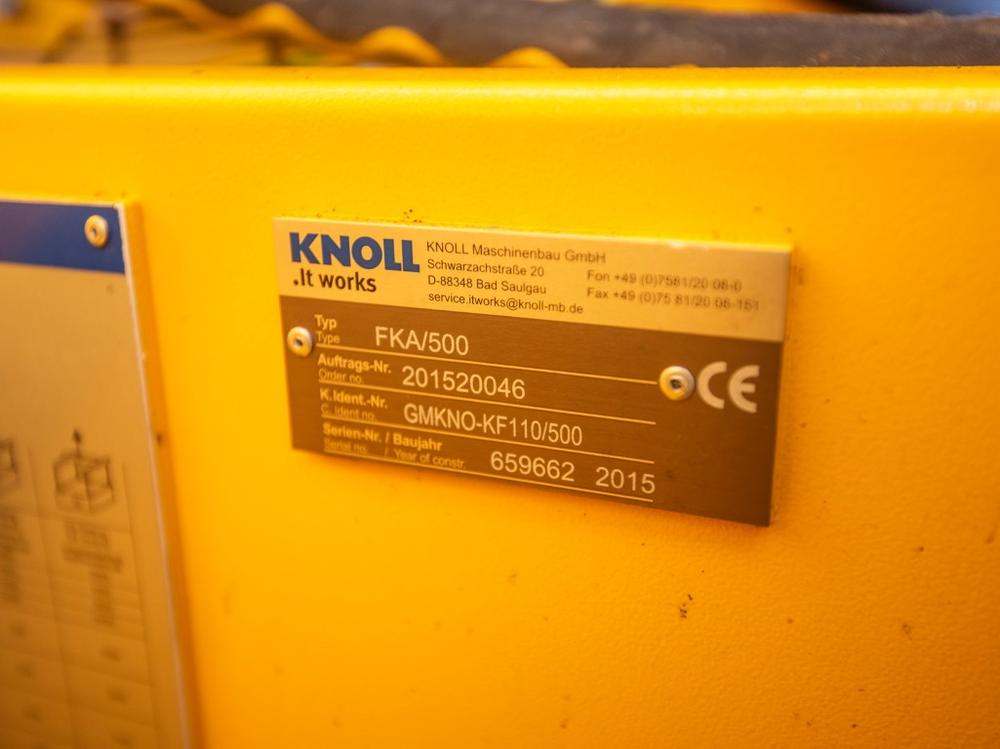 KNOLL
.It works
KNOLL Maschinenbau GmbH
Schwarzachstraße 20
D-88348 Bad Saulgau
service.itworks@knoll-mb.de
Fon +49 (0)7581/20 08-0
Fax +49 (0)75 81/20 08-151
Typ
Type
FKA/500
Auftrags-Nr.
Order no.
201520046
K.Ident.-Nr.
C. Ident no.
GMKNO-KF110/500
Serien-Nr. / Baujahr
Serial no. / Year of constr.
659662 2015
CE